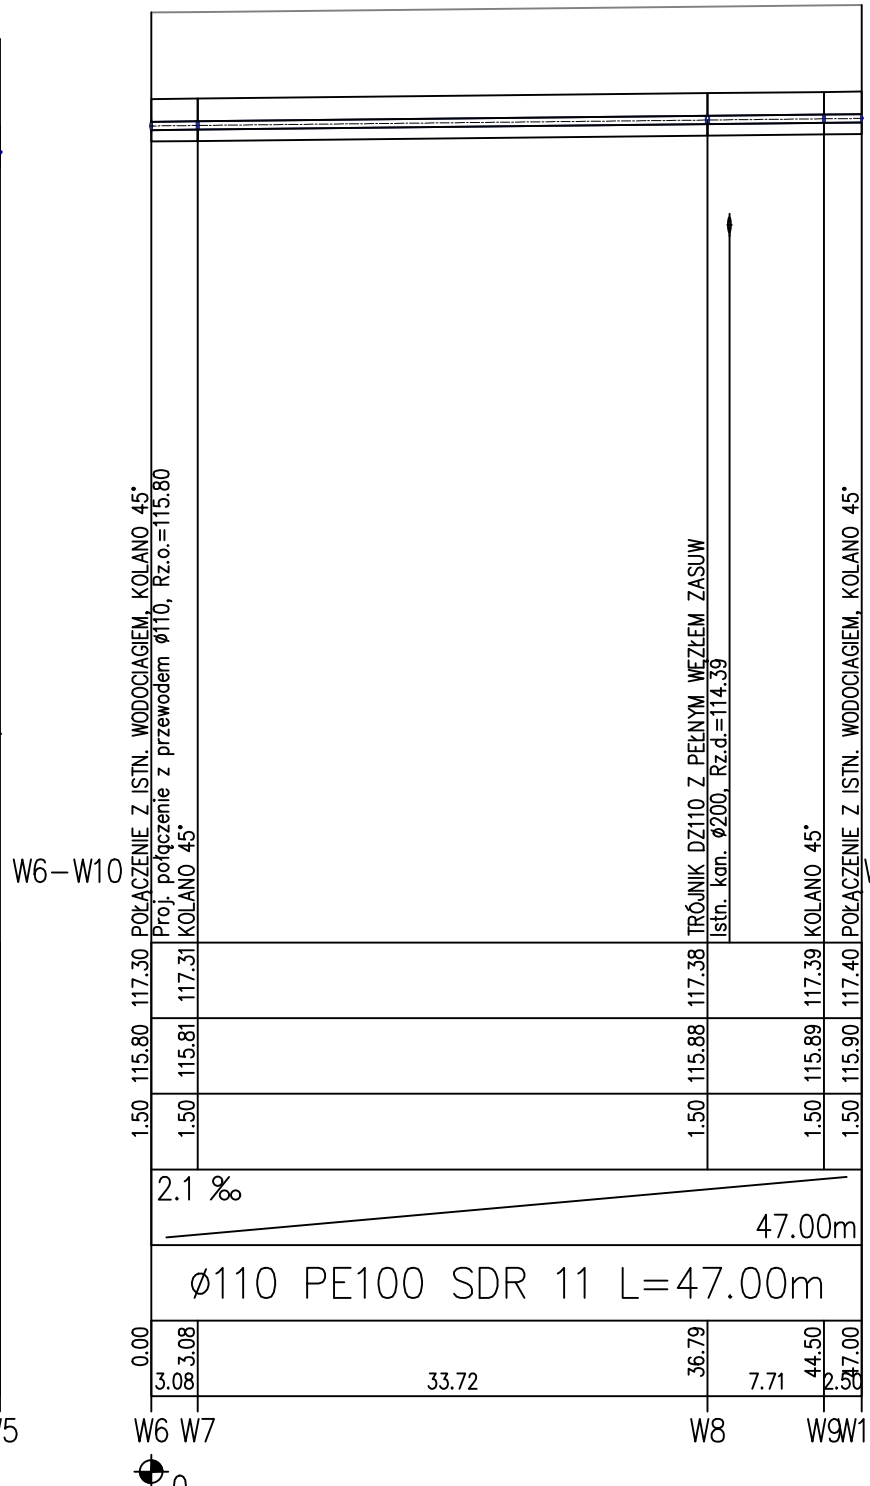 POŁĄCZENIE Z ISTN. WODOCIAGIEM, KOLANO 45°
Proj. połączenie z przewodem ø110, Rz.o.=115.80
KOLANO 45°
TRÓJNIK DZ110 Z PEŁNYM WĘZŁEM ZASUW
Istn. kan. ø200, Rz.d.=114.39
KOLANO 45°
POŁĄCZENIE Z ISTN. WODOCIAGIEM, KOLANO 45°
W6-W10
117.30 117.31 117.38 117.39 117.40
115.80 115.81 115.88 115.89 115.90
1.50 1.50 1.50 1.50 1.50
2.1 ‰
47.00m
ø110 PE100 SDR 11 L=47.00m
0.00 3.08 36.79 44.50 47.00
3.08 33.72 7.71 2.50
W6 W7 W8 W9 W1